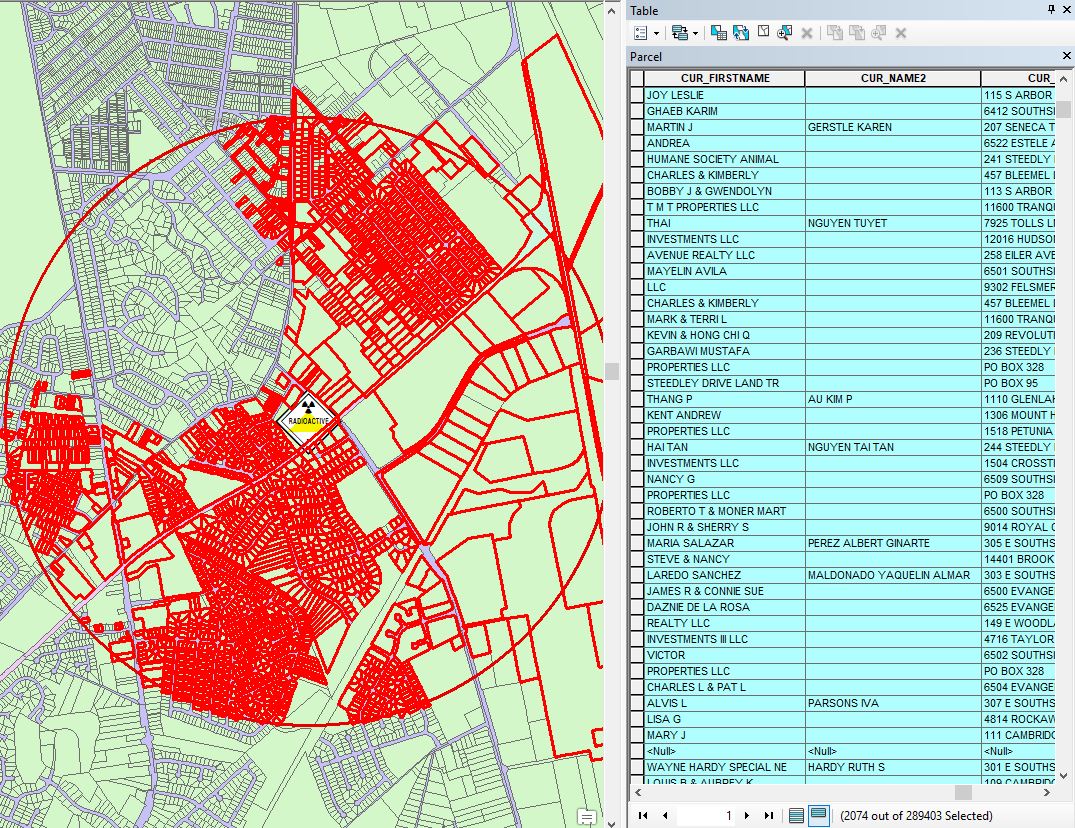 RADIOACTIVE
Table
Parcel
CUR_FIRSTNAME CUR_NAME2 CUR_
JOY LESLIE 115 S ARBOR
GHAEB KARIM 6412 SOUTHSI
MARTIN J GERSTLE KAREN 207 SENECA T
ANDREA 6522 ESTELE A
HUMANE SOCIETY ANIMAL 241 STEEDLY
CHARLES & KIMBERLY 457 BLEEMEL
BOBBY J & GWENDOLYN 113 S ARBOR
T M T PROPERTIES LLC 11600 TRANQU
THAI NGUYEN TUYET 7925 TOLLS LN
INVESTMENTS LLC 12016 HUDSON
AVENUE REALTY LLC 258 EILER AVE
MAYELIN AVILA 6501 SOUTHSI
LLC 9302 FELSMER
CHARLES & KIMBERLY 457 BLEEMEL
MARK & TERRI L 11600 TRANQU
KEVIN & HONG CHI Q 209 REVOLUTI
GARBAWI MUSTAFA 236 STEEDLY
PROPERTIES LLC PO BOX 328
STEEDLEY DRIVE LAND TR PO BOX 95
THANG P AU KIM P 1110 GLENLAK
KENT ANDREW 1306 MOUNT H
PROPERTIES LLC 1518 PETUNIA
HAI TAN NGUYEN TAI TAN 244 STEEDLY
INVESTMENTS LLC 1504 CROSSTI
NANCY G 6509 SOUTHSI
PROPERTIES LLC PO BOX 328
ROBERTO T & MONER MART 6500 SOUTHSI
JOHN R & SHERRY S 9014 ROYAL
MARIA SALAZAR PEREZ ALBERT GINARTE 305 E SOUTHS
STEVE & NANCY 14401 BROOK
LAREDO SANCHEZ MALDONADO YAQUELIN ALMAR 303 E SOUTHS
JAMES R & CONNIE SUE 6500 EVANGE
DAZNIE DE LA ROSA 6525 EVANGE
REALTY LLC 149 E WOODLA
INVESTMENTS III LLC 4716 TAYLOR
VICTOR 6502 SOUTHSI
PROPERTIES LLC PO BOX 328
CHARLES L & PAT L 6504 EVANGE
ALVIS L PARSONS IVA 307 E SOUTHS
LISA G 4814 ROCKAW
MARY J 111 CAMBRIDG
<Null> <Null> <Null>
WAYNE HARDY SPECIAL NE HARDY RUTH S 301 E SOUTHS
LOUIS B & AUBREY K 109 CAMBRIDG
1 (2074 out of 289403 Selected)